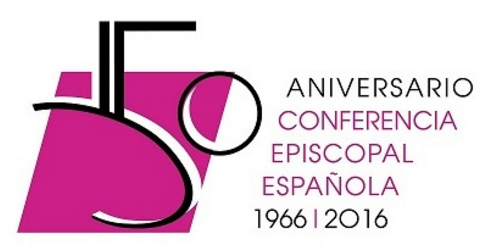 50
ANIVERSARIO
CONFERENCIA
EPISCOPAL
ESPAÑOLA
1966 | 2016